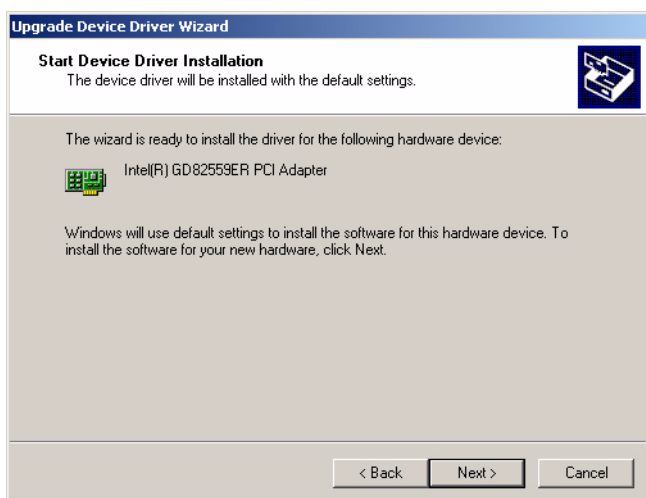 Upgrade Device Driver Wizard
Start Device Driver Installation
The device driver will be installed with the default settings.
The wizard is ready to install the driver for the following hardware device:
Intel(R) GD82559ER PCI Adapter
Windows will use default settings to install the software for this hardware device. To
install the software for your new hardware, click Next.
< Back
Next >
Cancel